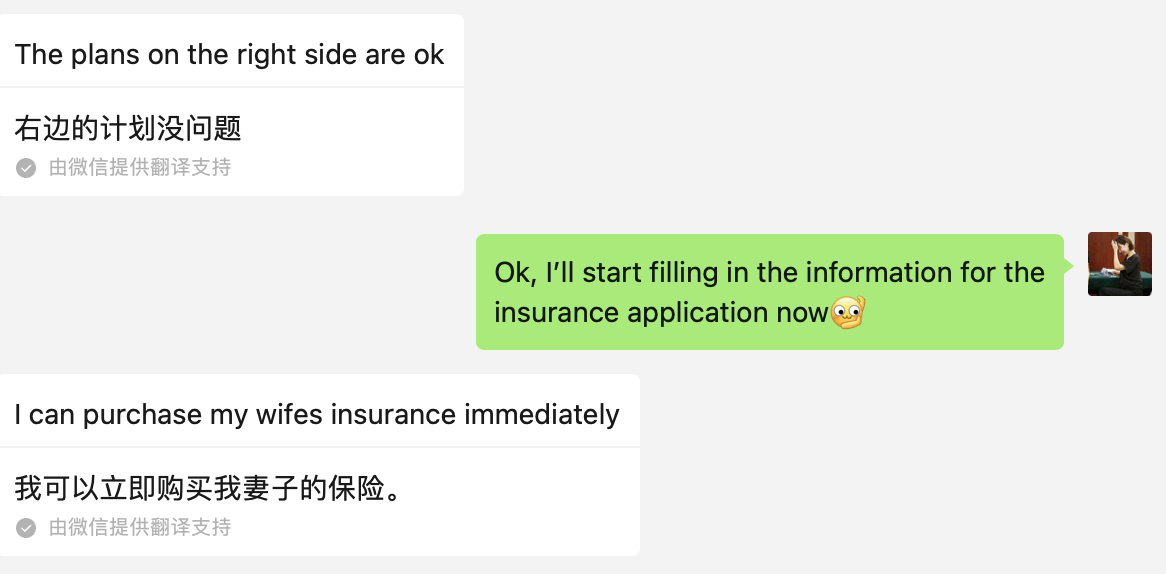 The plans on the right side are ok
右边的计划没问题
由微信提供翻译支持
Ok, I’ll start filling in the information for the
insurance application now
I can purchase my wifes insurance immediately
我可以立即购买我妻子的保险。
由微信提供翻译支持